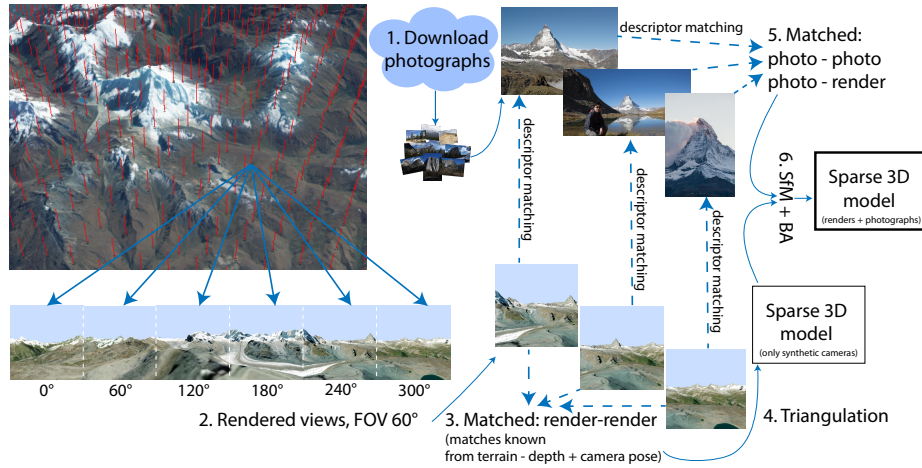 1. Download
photographs
descriptor matching
5. Matched:
photo - photo
photo - render
descriptor matching
descriptor matching
descriptor matching
6. SfM + BA
Sparse 3D
model
(renders + photographs)
Sparse 3D
model
(only synthetic cameras)
0°
60°
120°
180°
240°
300°
2. Rendered views, FOV 60°
3. Matched: render-render
(matches known
from terrain - depth + camera pose)
4. Triangulation